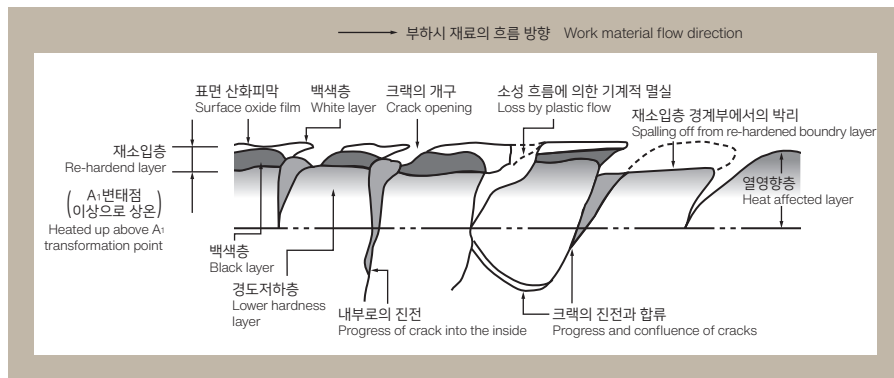 부하시 재료의 흐름 방향 Work material flow direction
표면 산화피막
Surface oxide film
백색층
White layer
크랙의 개구
Crack opening
소성 흐름에 의한 기계적 멸실
Loss by plastic flow
재소입층 경계부에서의 박리
Spalling off from re-hardened boundry layer
재소입층
Re-hardend layer
(A₁변태점
이상으로 상온)
Heated up above A₁
transformation point
열영향층
Heat affected layer
백색층
Black layer
경도저하층
Lower hardness
layer
내부로의 진전
Progress of crack into the inside
크랙의 진전과 합류
Progress and confluence of cracks